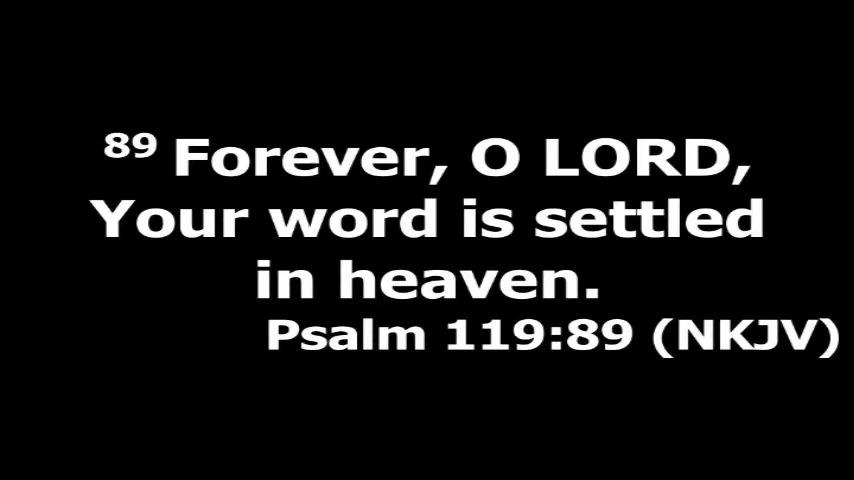 89 Forever, O LORD,
Your word is settled
in heaven.
Psalm 119:89 (NKJV)